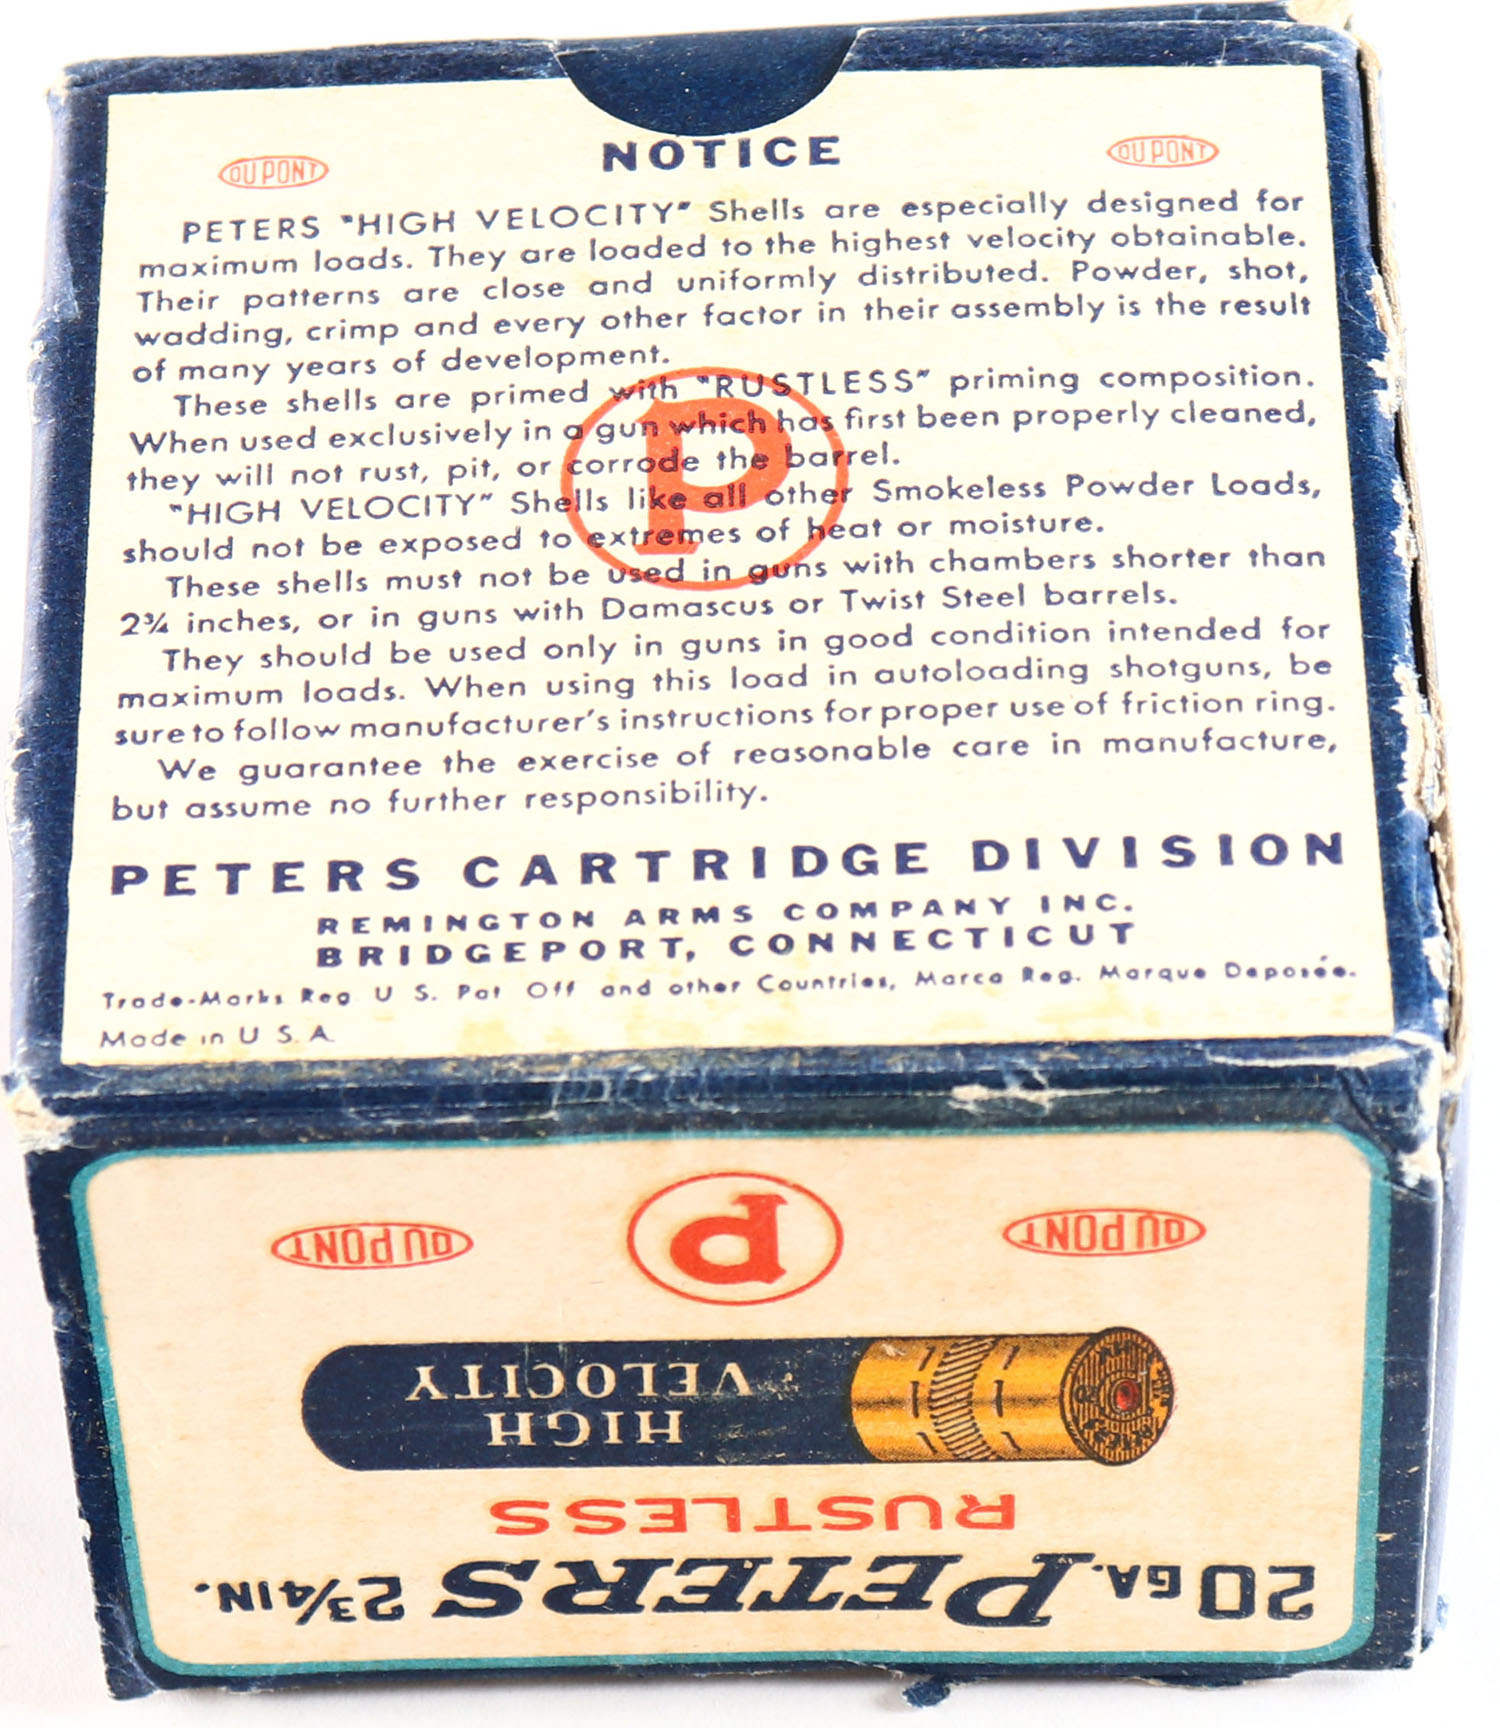 NOTICE
DU PONT DU PONT
PETERS "HIGH VELOCITY" Shells are especially designed for
maximum loads. They are loaded to the highest velocity obtainable.
Their patterns are close and uniformly distributed. Powder, shot,
wadding, crimp and every other factor in their assembly is the result
of many years of development.
These shells are primed with "RUSTLESS" priming composition.
When used exclusively in a gun which has first been properly cleaned,
they will not rust, pit, or corrode the barrel.
P
"HIGH VELOCITY" Shells like all other Smokeless Powder Loads,
should not be exposed to extremes of heat or moisture.
These shells must not be used in guns with chambers shorter than
2¾ inches, or in guns with Damascus or Twist Steel barrels.
They should be used only in guns in good condition intended for
maximum loads. When using this load in autoloading shotguns, be
sure to follow manufacturer's instructions for proper use of friction ring.
We guarantee the exercise of reasonable care in manufacture,
but assume no further responsibility.
PETERS CARTRIDGE DIVISION
REMINGTON ARMS COMPANY INC.
BRIDGEPORT, CONNECTICUT
Trade-Marks Reg U S. Pat Off and other Countries, Marca Reg. Marque Deposée.
Made in U S. A
20 GA. PETERS 2¾ IN.
RUSTLESS
HIGH
VELOCITY
DU PONT P DU PONT